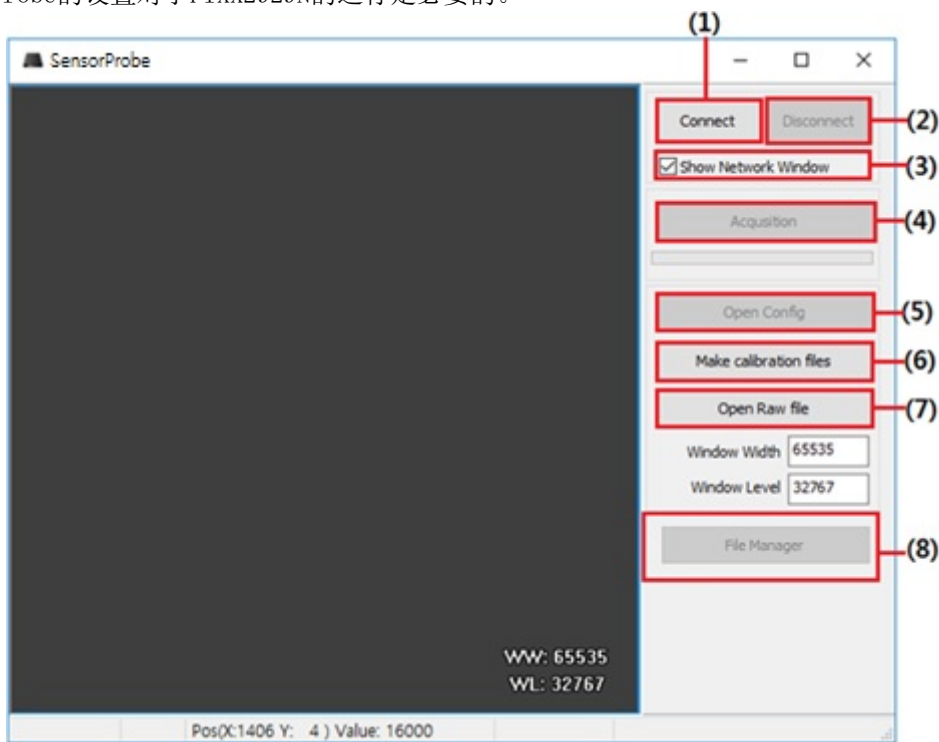 (1)
SensorProbe
Connect
Disconnect
(2)
Show Network Window
(3)
Acqusition
(4)
Open Config
(5)
Make calibration files
(6)
Open Raw file
(7)
Window Width 65535
Window Level 32767
File Manager
(8)
WW: 65535
WL: 32767
Pos(X:1406 Y: 4 ) Value: 16000